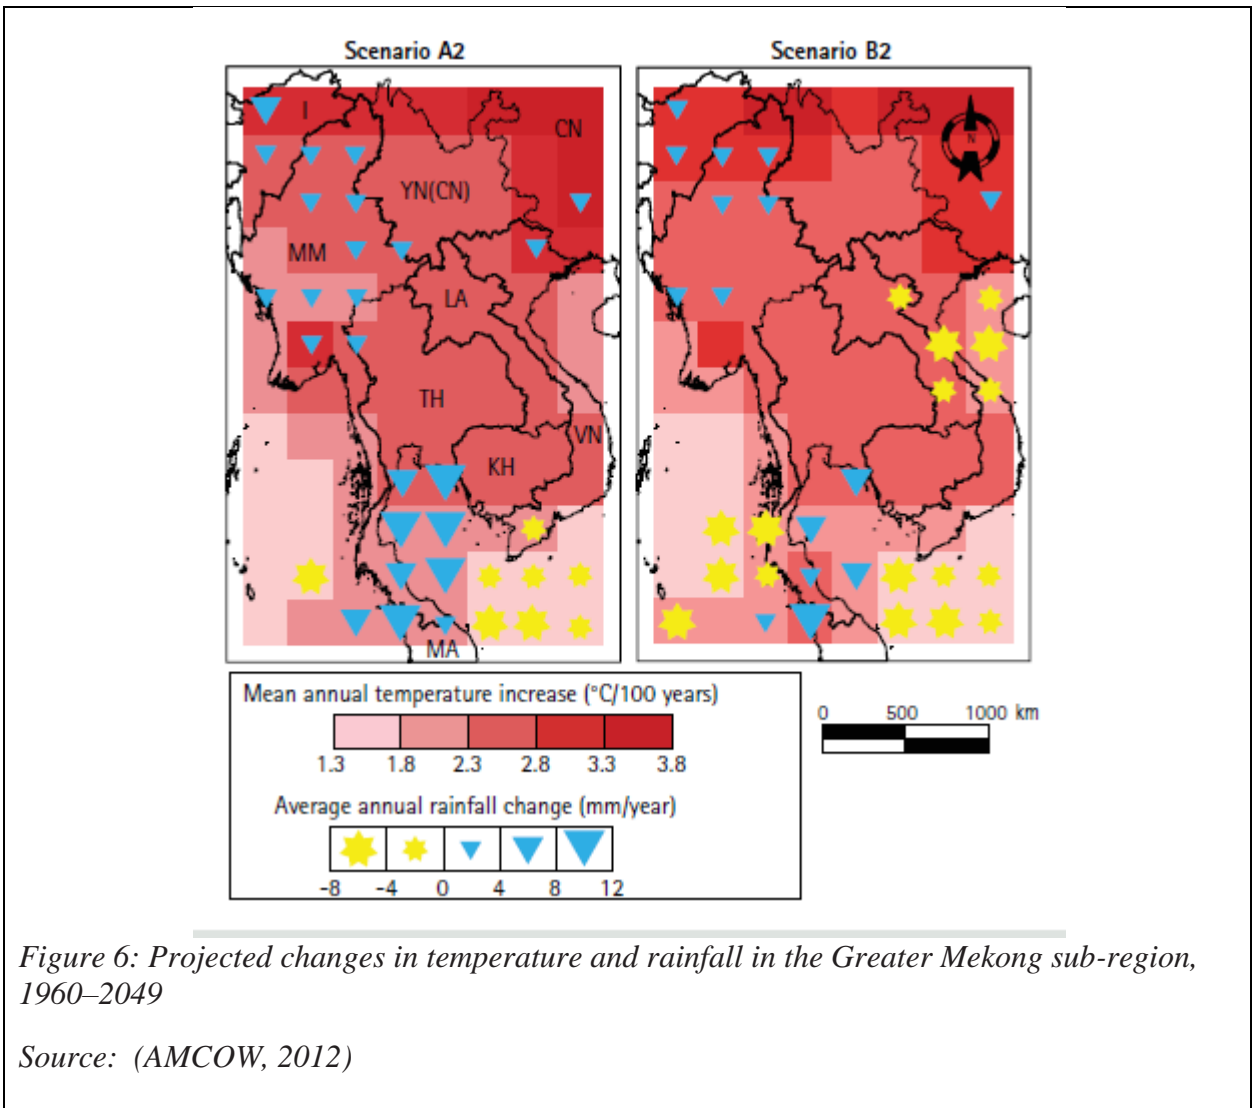 Scenario A2
Scenario B2
I
CN
N
YN(CN)
MM
LA
TH
VN
KH
MA
Mean annual temperature increase (°C/100 years)
1.3 1.8 2.3 2.8 3.3 3.8
Average annual rainfall change (mm/year)
-8 -4 0 4 8 12
0 500 1000 km
Figure 6: Projected changes in temperature and rainfall in the Greater Mekong sub-region,
1960–2049
Source: (AMCOW, 2012)